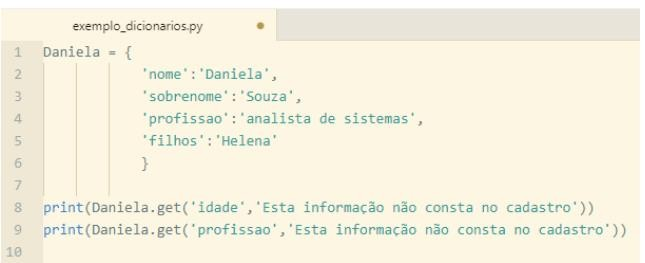 exemplo_dicionarios.py
1 Daniela = {
2 'nome':'Daniela',
3 'sobrenome':'Souza',
4 'profissao':'analista de sistemas',
5 'filhos':'Helena'
6 }
7
8 print(Daniela.get('idade','Esta informação não consta no cadastro'))
9 print(Daniela.get('profissao','Esta informação não consta no cadastro'))
10